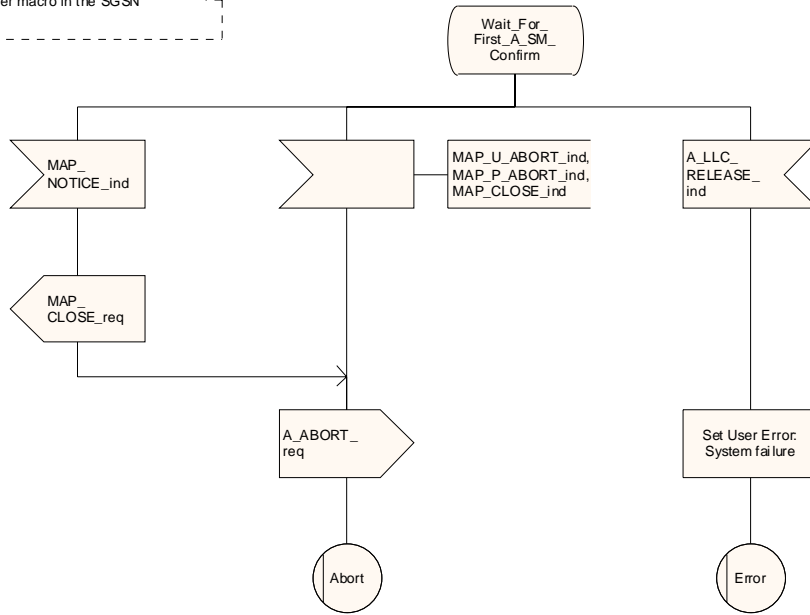 macro in the SGSN
Wait_For_
First_A_SM_
Confirm
MAP_
NOTICE_ind
MAP_U_ABORT_ind,
MAP_P_ABORT_ind,
MAP_CLOSE_ind
A_LLC_
RELEASE_
ind
MAP_
CLOSE_req
A_ABORT_
req
Set User Error:
System failure
Abort
Error